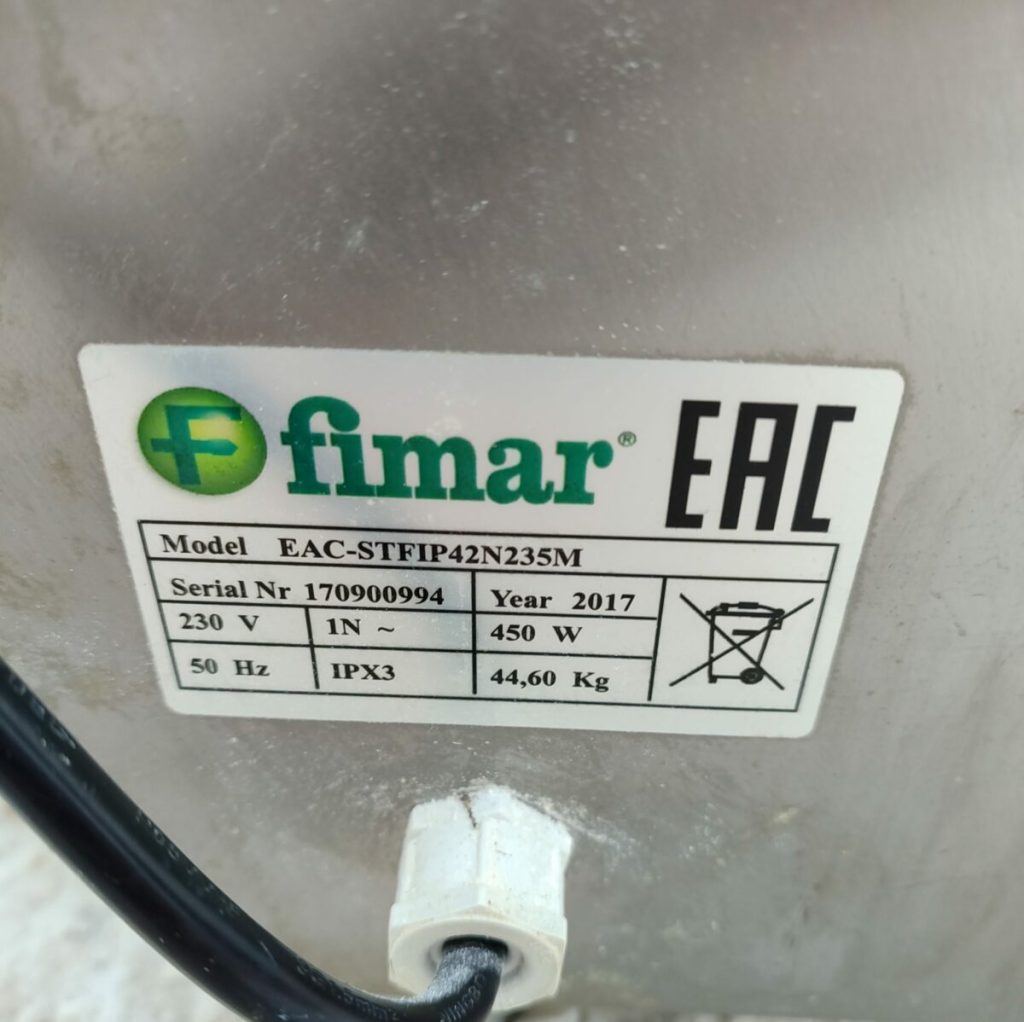 F fimar® EAC
Model EAC-STFIP42N235M
Serial Nr 170900994 Year 2017
230 V 1N ~ 450 W
50 Hz IPX3 44,60 Kg